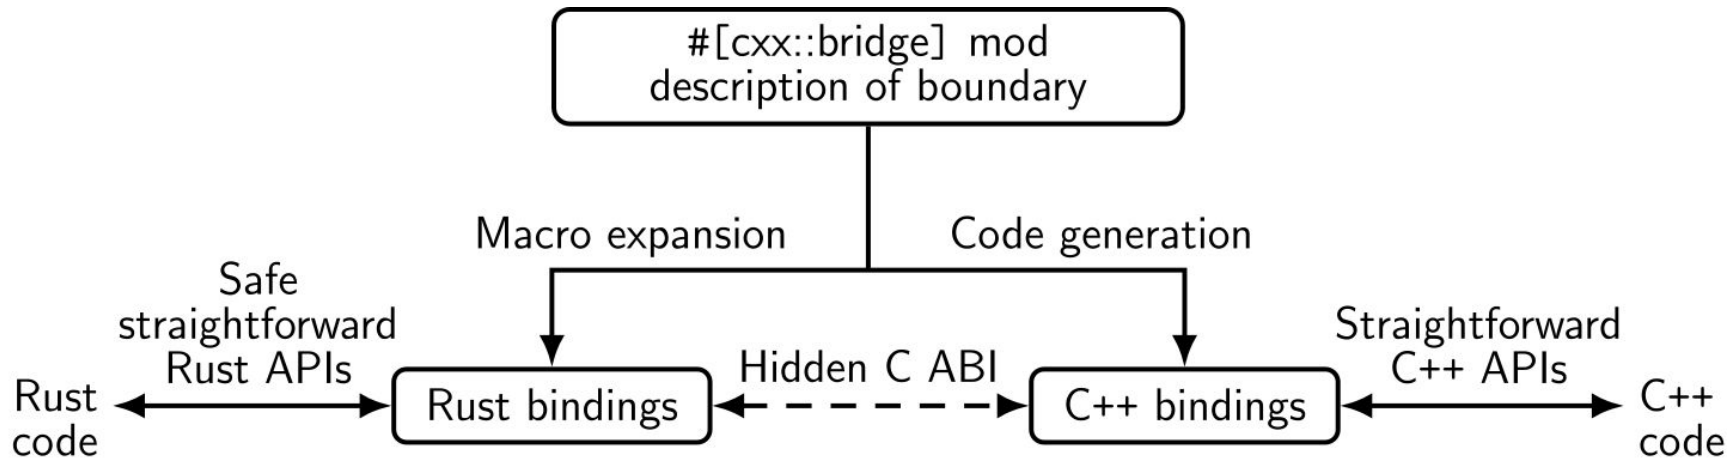 #[cxx::bridge] mod
description of boundary
Macro expansion
Code generation
Safe
straightforward
Rust APIs
Straightforward
C++ APIs
Hidden C ABI
Rust
code
Rust bindings
C++ bindings
C++
code